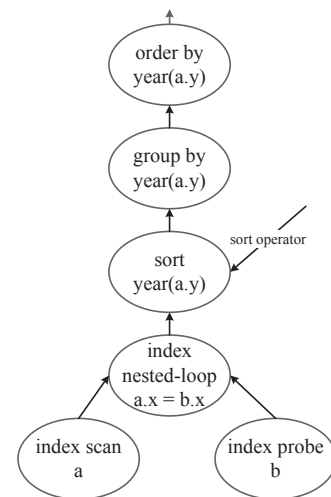 order by
year(a.y)
group by
year(a.y)
sort operator
sort
year(a.y)
index
nested-loop
a.x = b.x
index scan
a
index probe
b